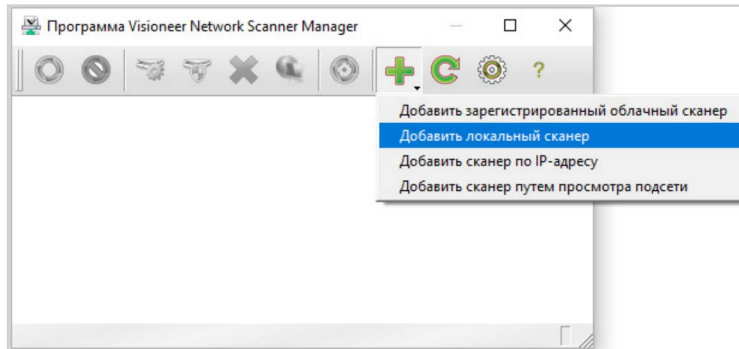 Программа Visioneer Network Scanner Manager
?
Добавить зарегистрированный облачный сканер
Добавить локальный сканер
Добавить сканер по IP-адресу
Добавить сканер путем просмотра подсети